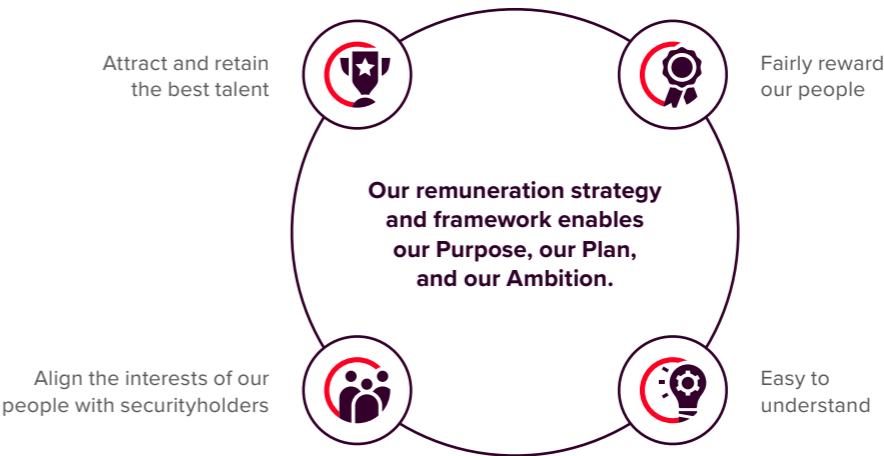 Attract and retain
the best talent
Fairly reward
our people
Our remuneration strategy
and framework enables
our Purpose, our Plan,
and our Ambition.
Align the interests of our
people with securityholders
Easy to
understand